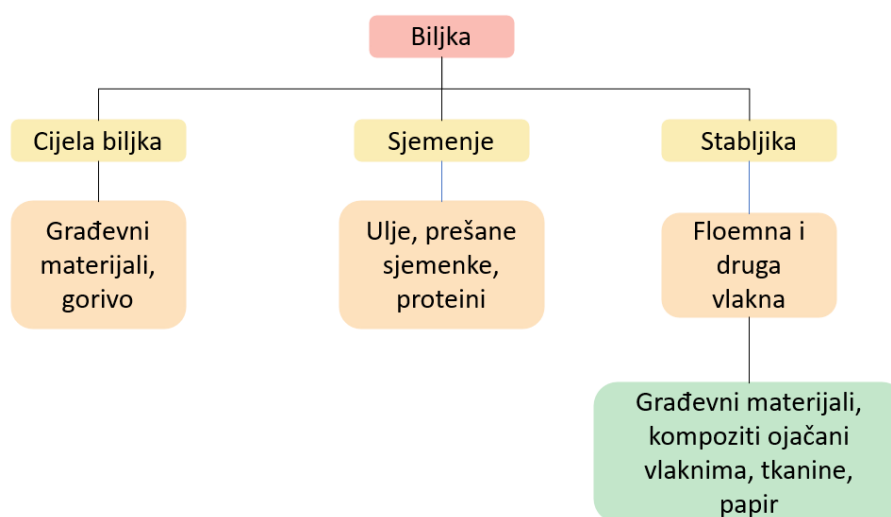 Biljka
Cijela biljka
Sjemenje
Stabljika
Građevni
materijali,
gorivo
Ulje, prešane
sjemenke,
proteini
Floemna i
druga
vlakna
Građevni materijali,
kompoziti ojačani
vlaknima, tkanine,
papir